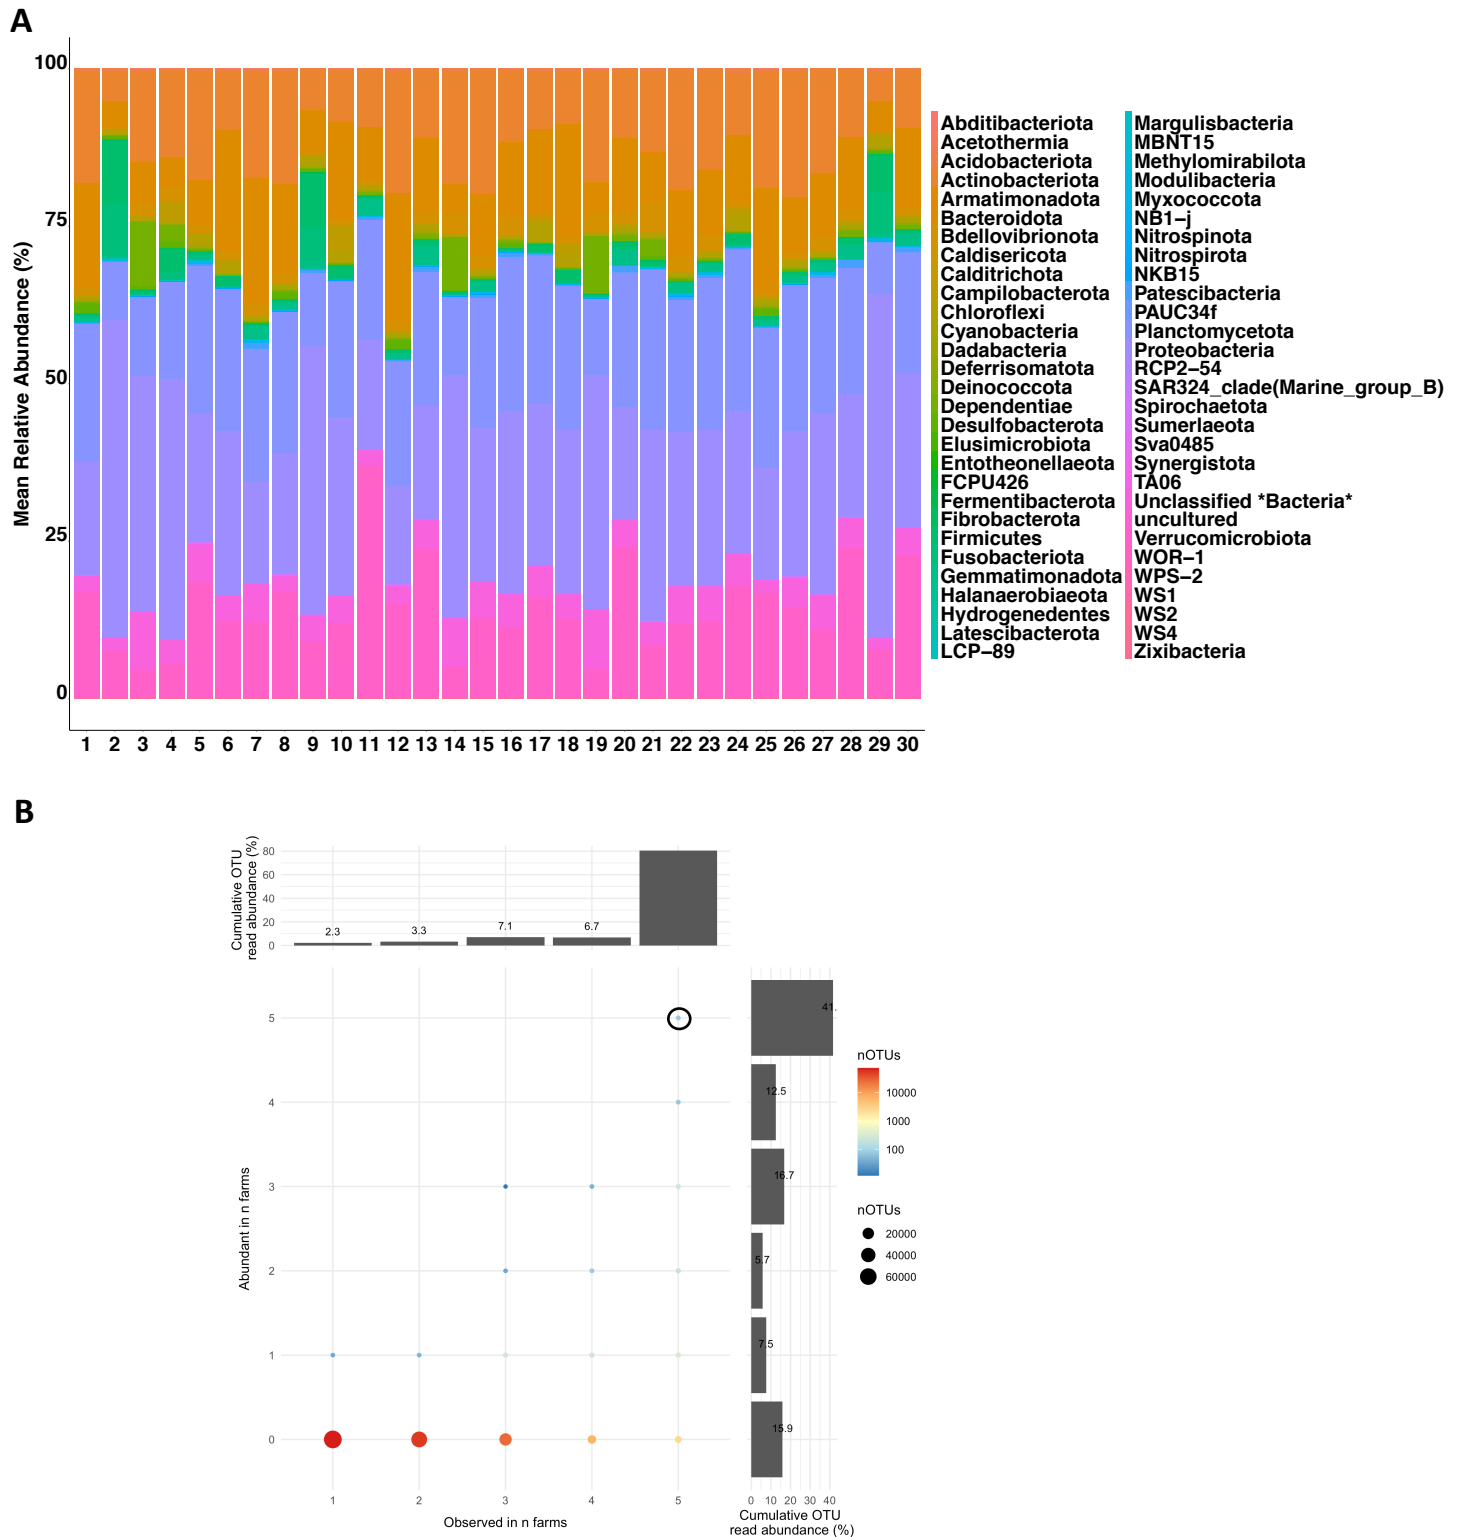 A
Mean Relative Abundance (%)
100
75
50
25
0
1 2 3 4 5 6 7 8 9 10 11 12 13 14 15 16 17 18 19 20 21 22 23 24 25 26 27 28 29 30
Abditibacteriota
Acetothermia
Acidobacteriota
Actinobacteriota
Armatimonadota
Bacteroidota
Bdellovibrionota
Caldisericota
Calditrichota
Campilobacterota
Chloroflexi
Cyanobacteria
Dadabacteria
Deferrisomatota
Deinococcota
Dependentiae
Desulfobacterota
Elusimicrobiota
Entotheonellaeota
FCPU426
Fermentibacterota
Fibrobacterota
Firmicutes
Fusobacteriota
Gemmatimonadota
Halanaerobiaeota
Hydrogenedentes
Latescibacterota
LCP−89
Margulisbacteria
MBNT15
Methylomirabilota
Modulibacteria
Myxococcota
NB1−j
Nitrospinota
Nitrospirota
NKB15
Patescibacteria
PAUC34f
Planctomycetota
Proteobacteria
RCP2−54
SAR324_clade(Marine_group_B)
Spirochaetota
Sumerlaeota
Sva0485
Synergistota
TA06
Unclassified *Bacteria*
uncultured
Verrucomicrobiota
WOR−1
WPS−2
WS1
WS2
WS4
Zixibacteria
B
Cumulative OTU
read abundance (%)
80
60
40
20
0
2.3
3.3
7.1
6.7
Abundant in n farms
5
4
3
2
1
0
1 2 3 4 5
Observed in n farms
41.
12.5
16.7
5.7
7.5
15.9
0 10 20 30 40
Cumulative OTU
read abundance (%)
nOTUs
10000
1000
100
nOTUs
20000
40000
60000